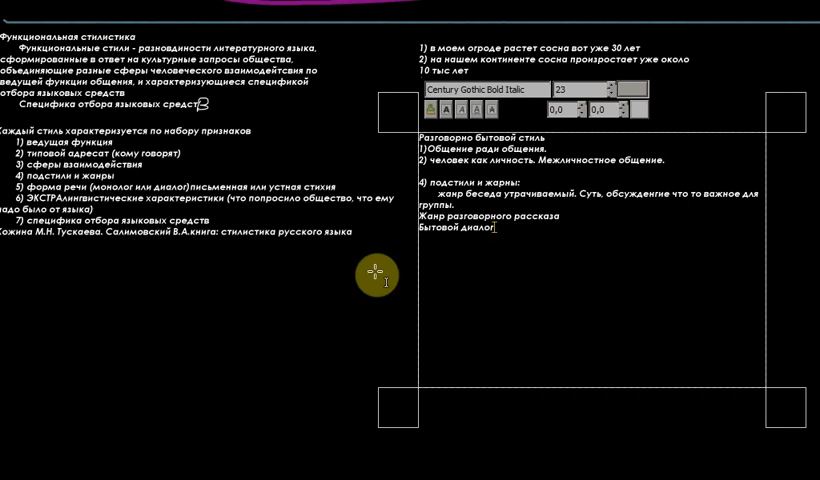 Функциональная стилистика
Функциональные стили - разновдиности литературного языка,
сформированные в ответ на культурные запросы общества,
объединяющие разные сферы человеческого взаимодейтсвя по
ведущей функции общения, и характеризующиеся спецификой
отбора языковых средств
Специфика отбора языковых средств
Каждый стиль характеризуется по набору признаков
1) ведущая функция
2) типовой адресат (кому говорят)
3) сферы взаимодействия
4) подстили и жанры
5) форма речи (монолог или диалог)письменная или устная стихия
6) ЭКСТРАлингвистические характеристики (что попросило общество, что ему
надо было от языка)
7) специфика отбора языковых средств
Кожина М.Н. Тускаева. Салимовский В.А.книга: стилистика русского языка
1) в моем огроде растет сосна вот уже 30 лет
2) на нашем континенте сосна произростает уже около
10 тыс лет
Century Gothic Bold Italic 23
A A A A 0,0 0,0
Разговорно бытовой стиль
1)Общение ради общения.
2) человек как личность. Межличностное общение.
4) подстили и жарны:
жанр беседа утрачиваемый. Суть, обсужденгие что то важное для
группы.
Жанр разговорного рассказа
Бытовой диалог